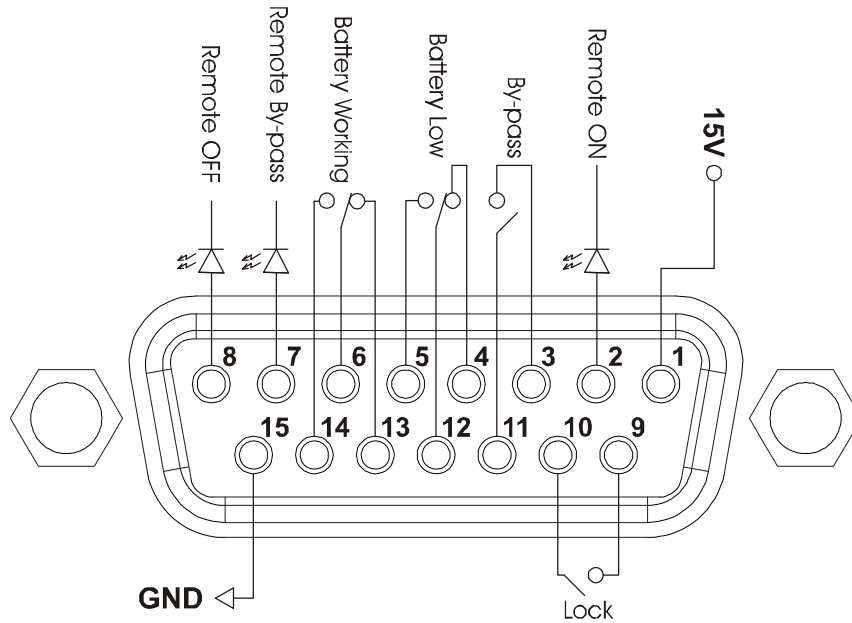 Remote OFF
Remote By-pass
Battery Working
Battery Low
By-pass
Remote ON
15V
8 7 6 5 4 3 2 1
15 14 13 12 11 10 9
GND
Lock